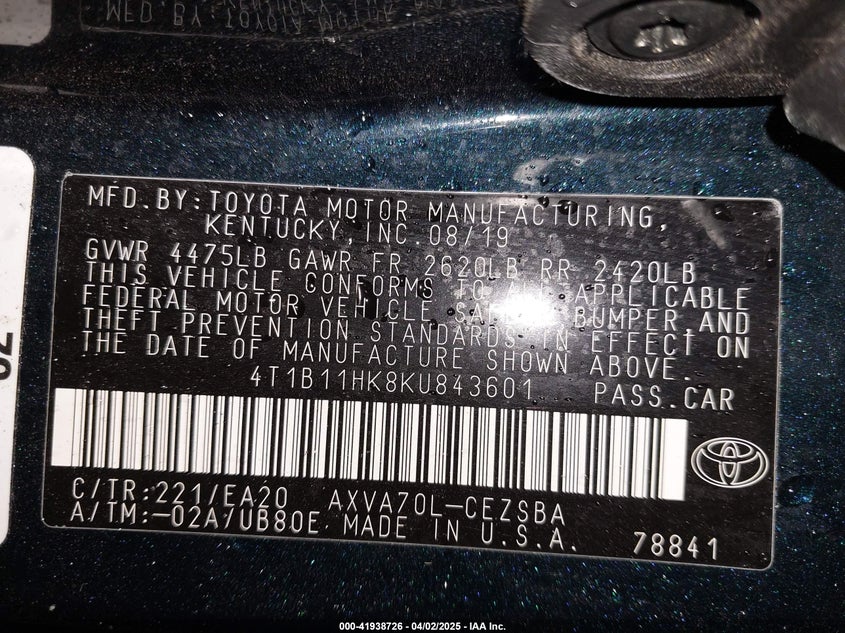 MFD.BY:TOYOTA MOTOR MANUFACTURING,
KENTUCKY, INC. 08/19
GVWR 4475LB GAWR FR 2620LB RR 2420LB
THIS VEHICLE CONFORMS TO ALL APPLICABLE
FEDERAL MOTOR VEHICLE SAFETY, BUMPER, AND
THEFT PREVENTION STANDARDS IN EFFECT ON
THE DATE OF MANUFACTURE SHOWN ABOVE.
4T1B11HK8KU843601 PASS.CAR
C/TR:221/EA20 AXVA70L-CEZSBA
A/TM:-02A/UB80E MADE IN U.S.A. 78841
000-41938726 - 04/02/2025 - IAA Inc.